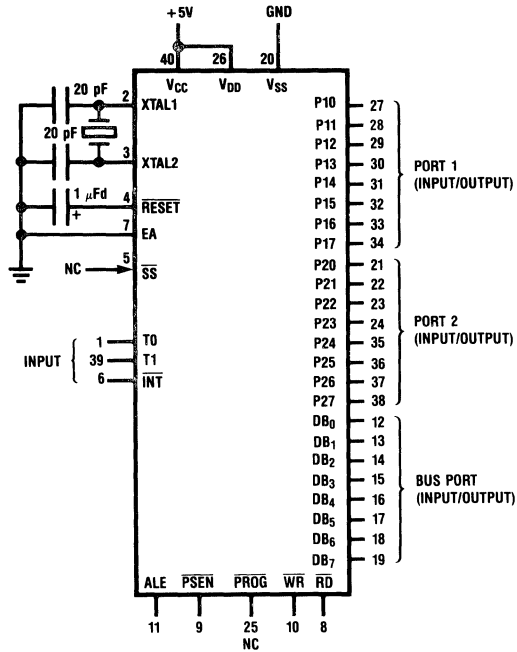 +5V GND
40 26 20
VCC VDD VSS
20 pF
2 XTAL1
20 pF
3 XTAL2
1 µFd
+
4 RESET
7 EA
NC 5 SS
INPUT
1 T0
39 T1
6 INT
P10 27
P11 28
P12 29
P13 30
P14 31
P15 32
P16 33
P17 34
PORT 1
(INPUT/OUTPUT)
P20 21
P21 22
P22 23
P23 24
P24 35
P25 36
P26 37
P27 38
PORT 2
(INPUT/OUTPUT)
DB0 12
DB1 13
DB2 14
DB3 15
DB4 16
DB5 17
DB6 18
DB7 19
BUS PORT
(INPUT/OUTPUT)
ALE PSEN PROG WR RD
11 9 25 10 8
NC